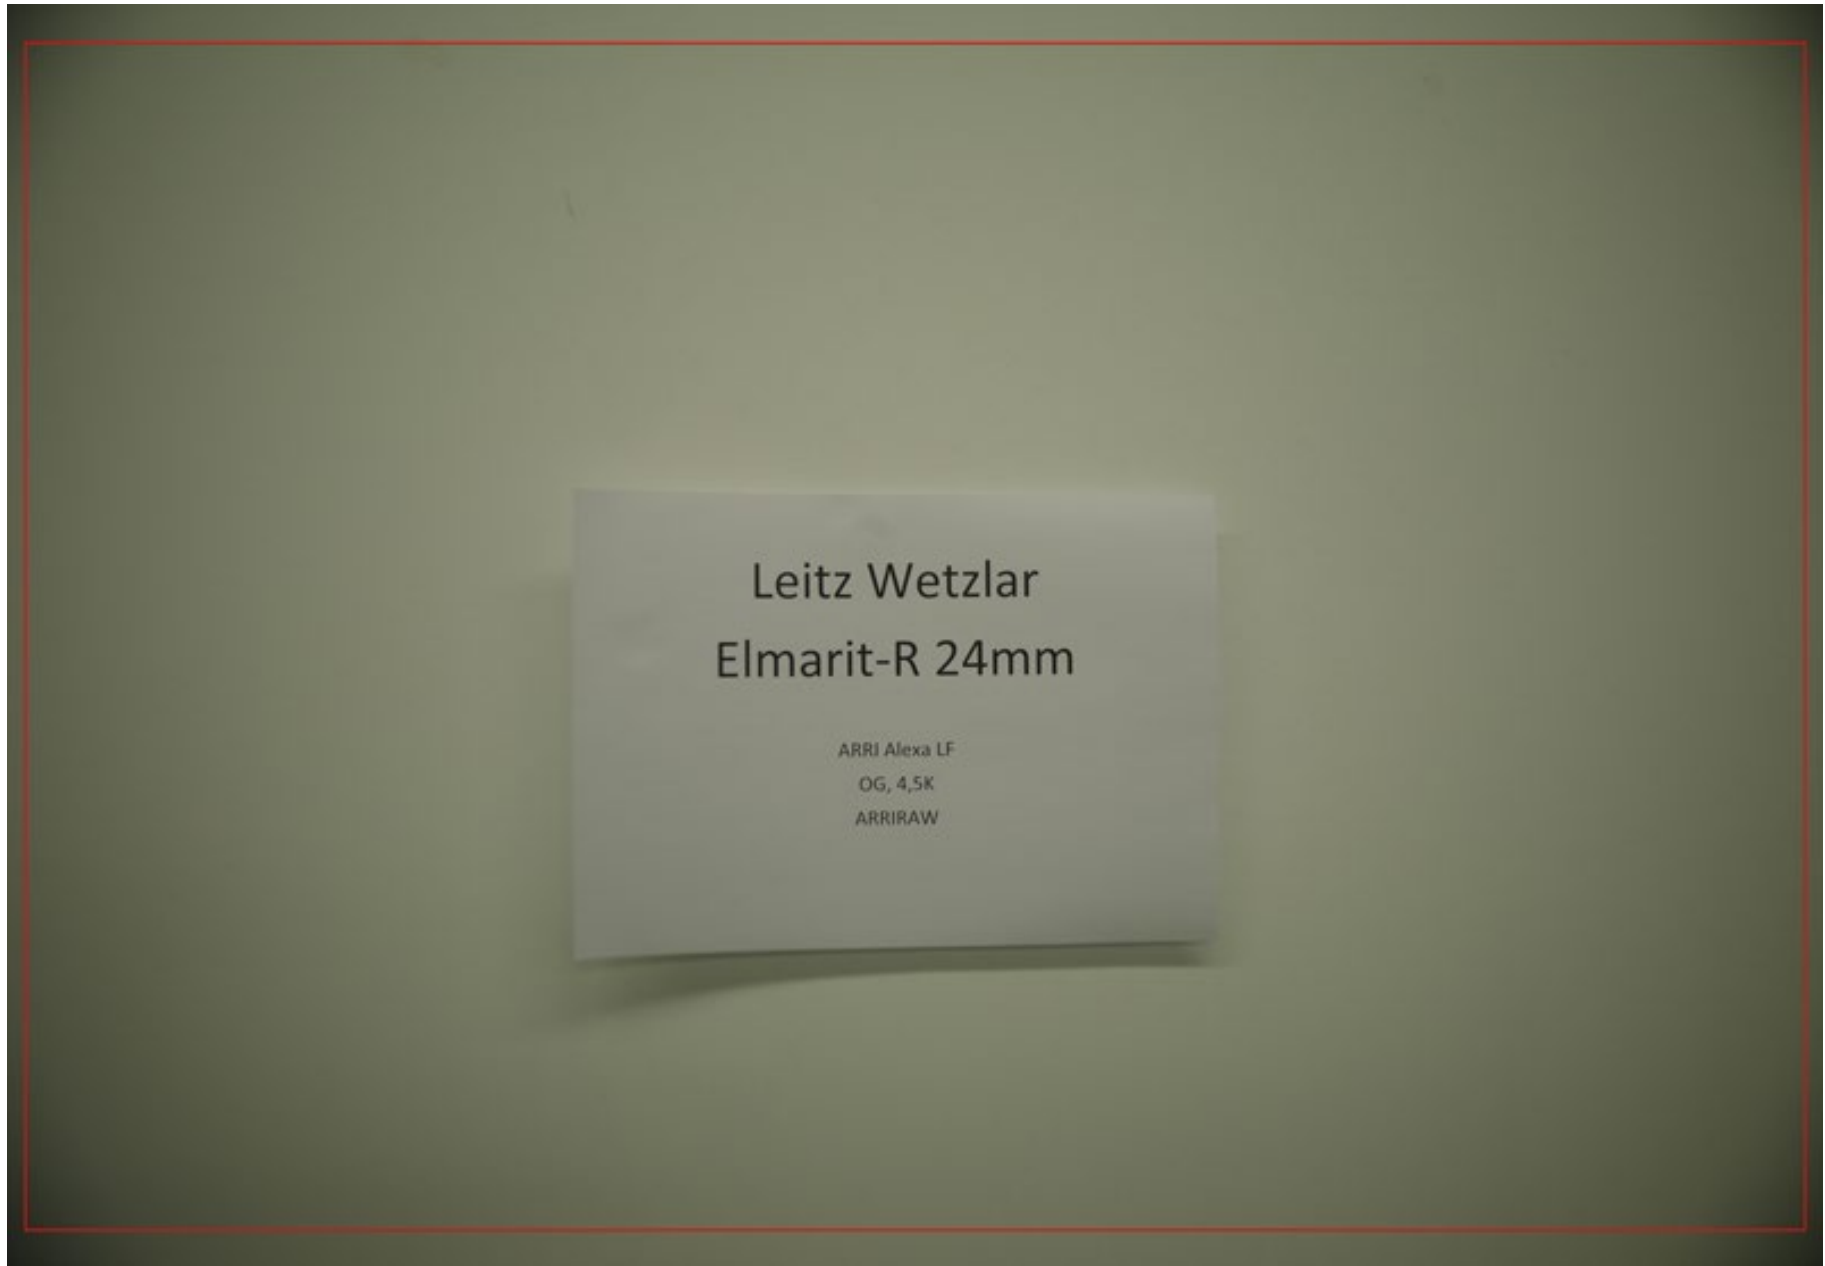 Leitz Wetzlar
Elmarit-R 24mm
ARRI Alexa LF
OG, 4,5K
ARRIRAW